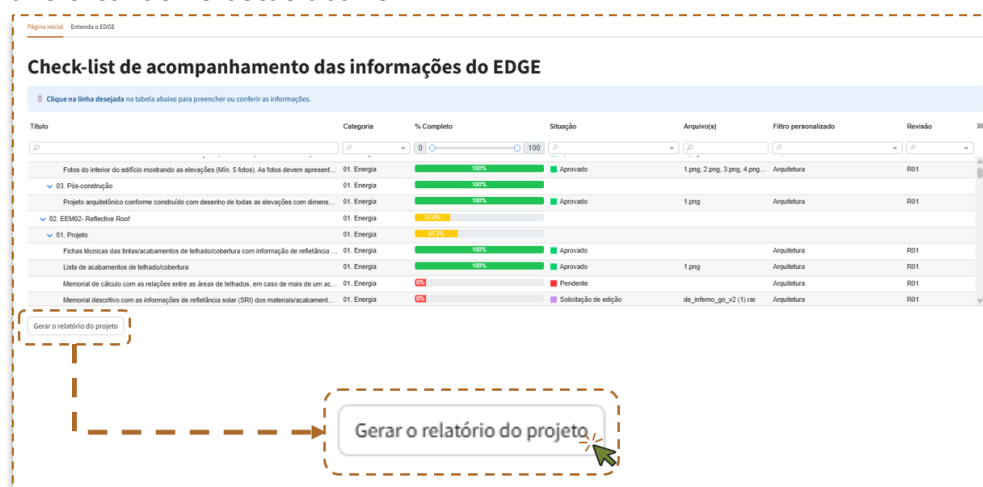 Página inicial Entenda o EDGE
Check-list de acompanhamento das informações do EDGE
Clique na linha desejada na tabela abaixo para preencher ou conferir as informações.
Título Categoria % Completo Situação Arquivo(s) Filtro personalizado Revisão
0 100
Fotos do interior do edifício mostrando as elevações (Mín. 5 fotos). As fotos devem apresent... 01. Energia 100% Aprovado 1.png, 2.png, 3.png, 4.png... Arquitetura R01
03. Pós-construção 01. Energia 100%
Projeto arquitetônico conforme construído com desenho de todas as elevações com dimens... 01. Energia 100% Aprovado 1.png Arquitetura R01
02. EEM02- Reflective Roof 01. Energia 27.8%
01. Projeto 01. Energia 33.3%
Fichas técnicas das tintas/acabamentos de telhado/cobertura com informação de refletância ... 01. Energia 100% Aprovado Arquitetura R01
Lista de acabamentos de telhado/cobertura 01. Energia 100% Aprovado 1.png Arquitetura R01
Memorial de cálculo com as relações entre as áreas de telhados, em caso de mais de um ac... 01. Energia 0% Pendente Arquitetura R01
Memorial descritivo com as informações de refletância solar (SRI) dos materiais/acabament... 01. Energia 0% Solicitação de edição de_inferno_go_v2 (1).rar Arquitetura R01
Gerar o relatório do projeto
Gerar o relatório do projeto